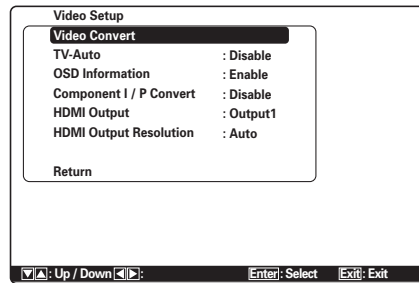 Video Setup
Video Convert
TV-Auto : Disable
OSD Information : Enable
Component I / P Convert : Disable
HDMI Output : Output1
HDMI Output Resolution : Auto
Return
▼▲: Up / Down ◀▶: Enter: Select Exit: Exit